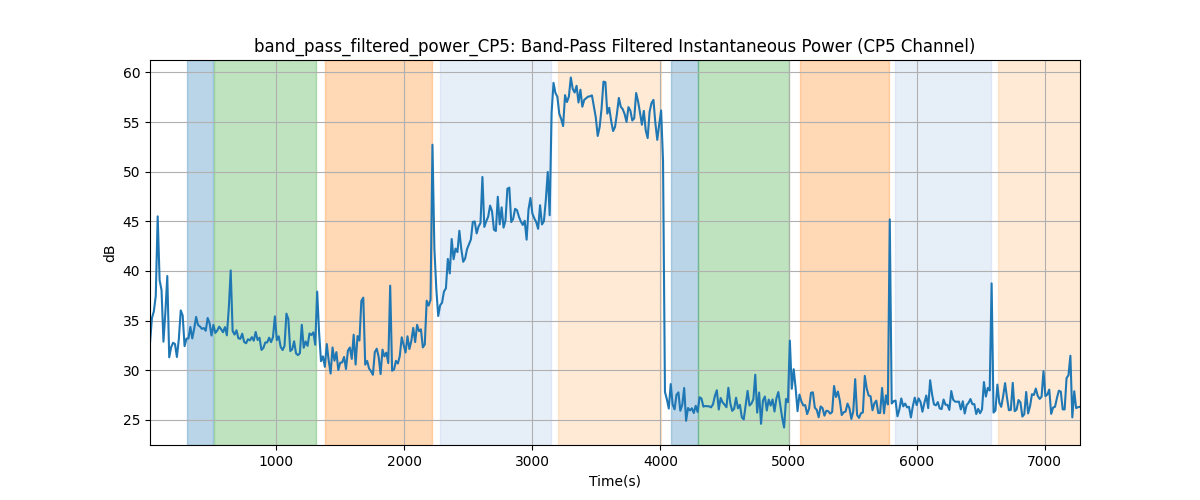 band_pass_filtered_power_CP5: Band-Pass Filtered Instantaneous Power (CP5 Channel)
60
55
50
45
40
35
30
25
dB
1000 2000 3000 4000 5000 6000 7000
Time(s)